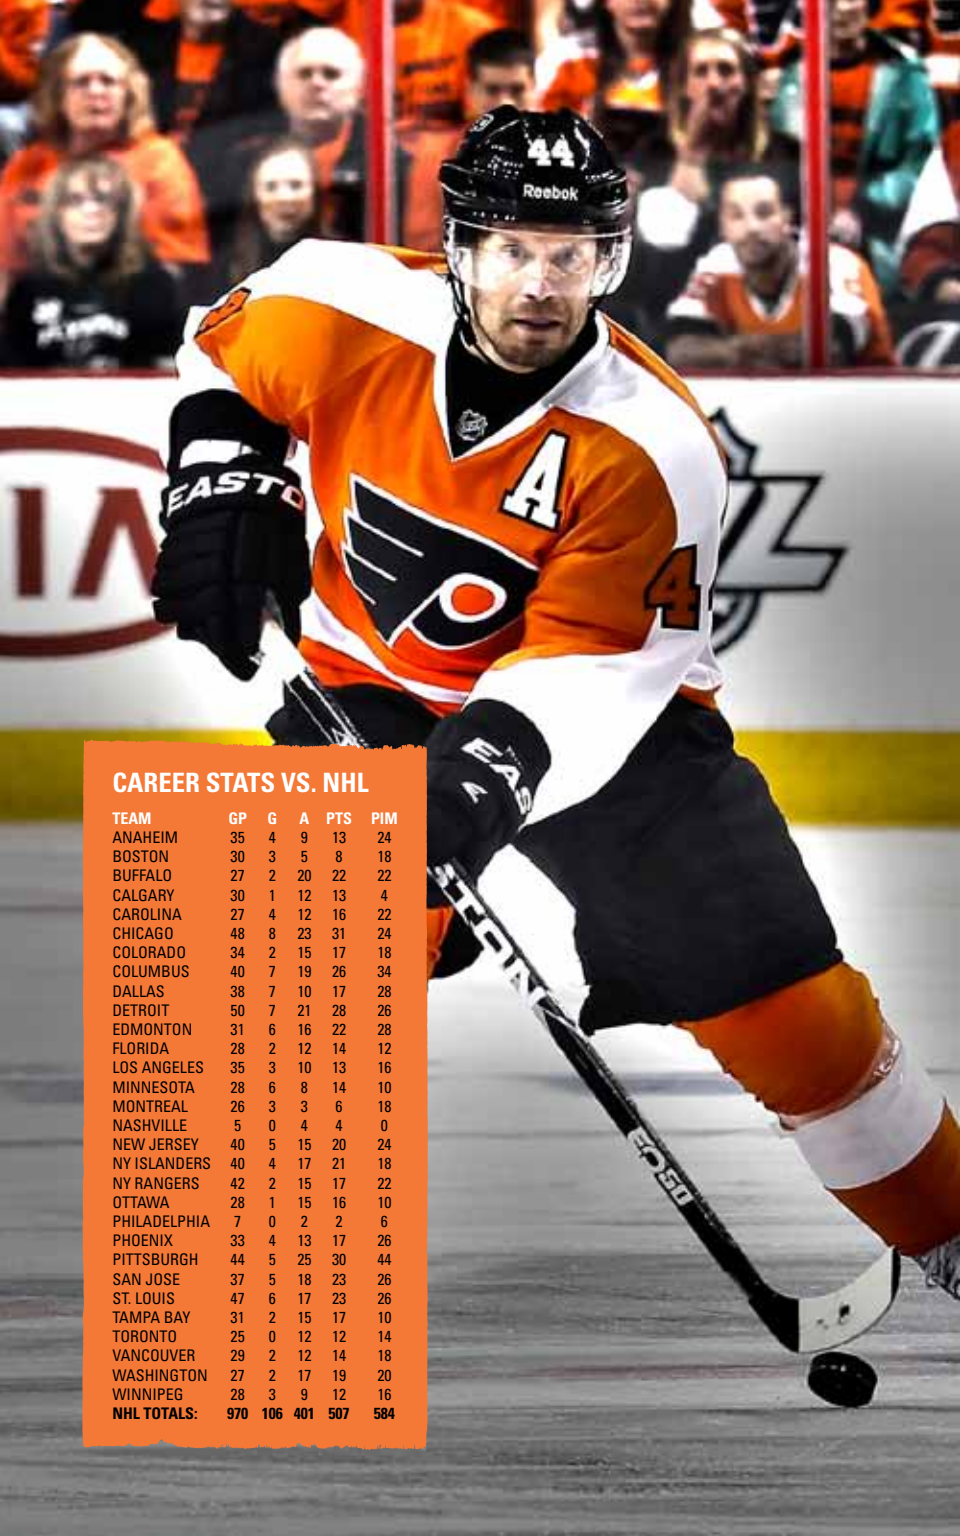 44
Reebok
A
EASTO
4
IA
EAS
CAREER STATS VS. NHL
TEAM GP G A PTS PIM
ANAHEIM 35 4 9 13 24
BOSTON 30 3 5 8 18
BUFFALO 27 2 20 22 22
CALGARY 30 1 12 13 4
CAROLINA 27 4 12 16 22
CHICAGO 48 8 23 31 24
COLORADO 34 2 15 17 18
COLUMBUS 40 7 19 26 34
DALLAS 38 7 10 17 28
DETROIT 50 7 21 28 26
EDMONTON 31 6 16 22 28
FLORIDA 28 2 12 14 12
LOS ANGELES 35 3 10 13 16
MINNESOTA 28 6 8 14 10
MONTREAL 26 3 3 6 18
NASHVILLE 5 0 4 4 0
NEW JERSEY 40 5 15 20 24
NY ISLANDERS 40 4 17 21 18
NY RANGERS 42 2 15 17 22
OTTAWA 28 1 15 16 10
PHILADELPHIA 7 0 2 2 6
PHOENIX 33 4 13 17 26
PITTSBURGH 44 5 25 30 44
SAN JOSE 37 5 18 23 26
ST. LOUIS 47 6 17 23 26
TAMPA BAY 31 2 15 17 10
TORONTO 25 0 12 12 14
VANCOUVER 29 2 12 14 18
WASHINGTON 27 2 17 19 20
WINNIPEG 28 3 9 12 16
NHL TOTALS: 970 106 401 507 584
STON
EQ50